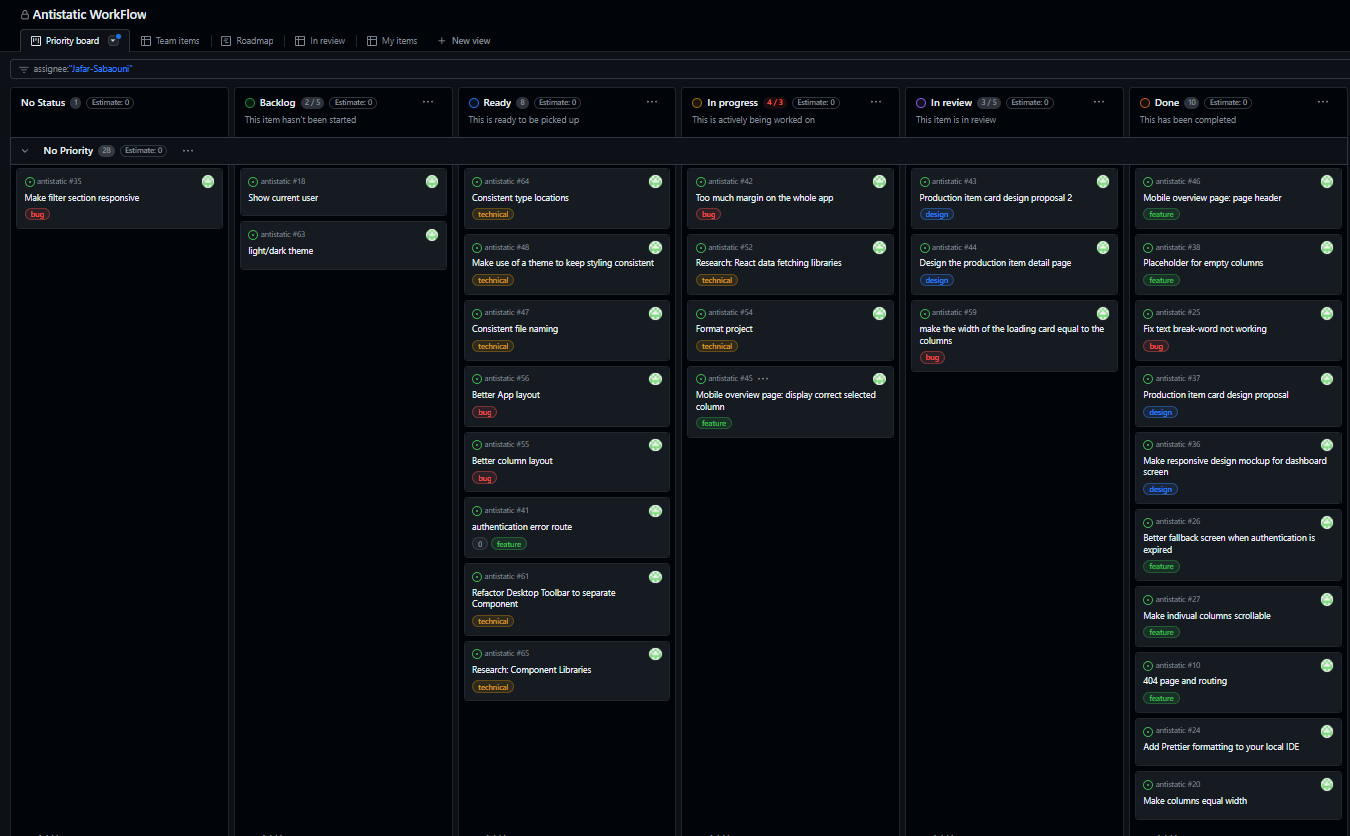 Antistatic WorkFlow
Priority board
Team items
Roadmap
In review
My items
New view
assignee:"Jafar-Sabaouni"
No Status 1 Estimate: 0
Backlog 2 / 5 Estimate: 0
This item hasn't been started
Ready 8 Estimate: 0
This is ready to be picked up
In progress 4 / 3 Estimate: 0
This is actively being worked on
In review 3 / 5 Estimate: 0
This item is in review
Done 10 Estimate: 0
This has been completed
No Priority 28 Estimate: 0
antistatic #35
Make filter section responsive
bug
antistatic #18
Show current user
antistatic #63
light/dark theme
antistatic #64
Consistent type locations
technical
antistatic #48
Make use of a theme to keep styling consistent
technical
antistatic #47
Consistent file naming
technical
antistatic #56
Better App layout
bug
antistatic #55
Better column layout
bug
antistatic #41
authentication error route
0 feature
antistatic #61
Refactor Desktop Toolbar to separate
Component
technical
antistatic #65
Research: Component Libraries
technical
antistatic #42
Too much margin on the whole app
bug
antistatic #52
Research: React data fetching libraries
technical
antistatic #54
Format project
technical
antistatic #45
Mobile overview page: display correct selected
column
feature
antistatic #43
Production item card design proposal 2
design
antistatic #44
Design the production item detail page
design
antistatic #59
make the width of the loading card equal to the
columns
bug
antistatic #46
Mobile overview page: page header
feature
antistatic #38
Placeholder for empty columns
feature
antistatic #25
Fix text break-word not working
bug
antistatic #37
Production item card design proposal
design
antistatic #36
Make responsive design mockup for dashboard
screen
design
antistatic #26
Better fallback screen when authentication is
expired
feature
antistatic #27
Make indivual columns scrollable
feature
antistatic #10
404 page and routing
feature
antistatic #24
Add Prettier formatting to your local IDE
antistatic #20
Make columns equal width